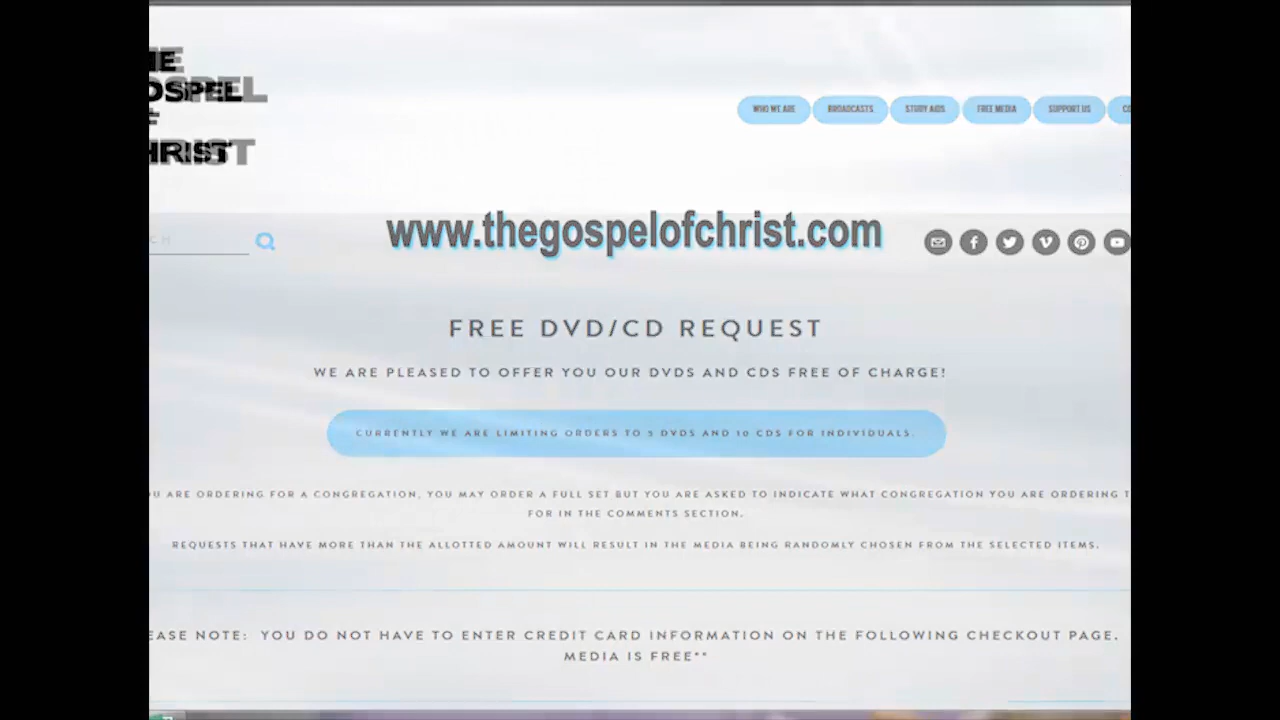 WHO WE ARE
BROADCASTS
STUDY AIDS
FREE MEDIA
SUPPORT US
www.thegospelofchrist.com
FREE DVD/CD REQUEST
WE ARE PLEASED TO OFFER YOU OUR DVDS AND CDS FREE OF CHARGE!
CURRENTLY WE ARE LIMITING ORDERS TO 5 DVDS AND 10 CDS FOR INDIVIDUALS.
ARE ORDERING FOR A CONGREGATION, YOU MAY ORDER A FULL SET BUT YOU ARE ASKED TO INDICATE WHAT CONGREGATION YOU ARE ORDERING
FOR IN THE COMMENTS SECTION.
REQUESTS THAT HAVE MORE THAN THE ALLOTTED AMOUNT WILL RESULT IN THE MEDIA BEING RANDOMLY CHOSEN FROM THE SELECTED ITEMS.
EASE NOTE: YOU DO NOT HAVE TO ENTER CREDIT CARD INFORMATION ON THE FOLLOWING CHECKOUT PAGE.
MEDIA IS FREE**